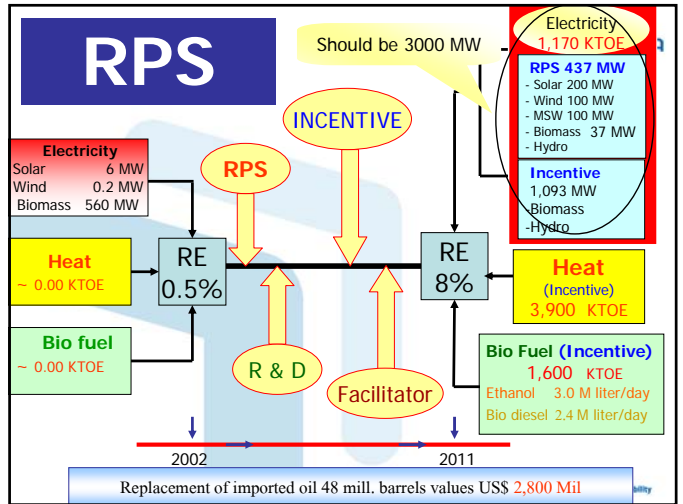 RPS
Should be 3000 MW
Electricity
1,170 KTOE
RPS 437 MW
- Solar 200 MW
- Wind 100 MW
- MSW 100 MW
- Biomass 37 MW
- Hydro
Incentive
1,093 MW
-Biomass
-Hydro
INCENTIVE
RPS
Electricity
Solar 6 MW
Wind 0.2 MW
Biomass 560 MW
Heat
~ 0.00 KTOE
Bio fuel
~ 0.00 KTOE
RE
0.5%
RE
8%
Heat
(Incentive)
3,900 KTOE
R & D
Facilitator
Bio Fuel (Incentive)
1,600 KTOE
Ethanol 3.0 M liter/day
Bio diesel 2.4 M liter/day
2002
2011
Replacement of imported oil 48 mill. barrels values US$ 2,800 Mil